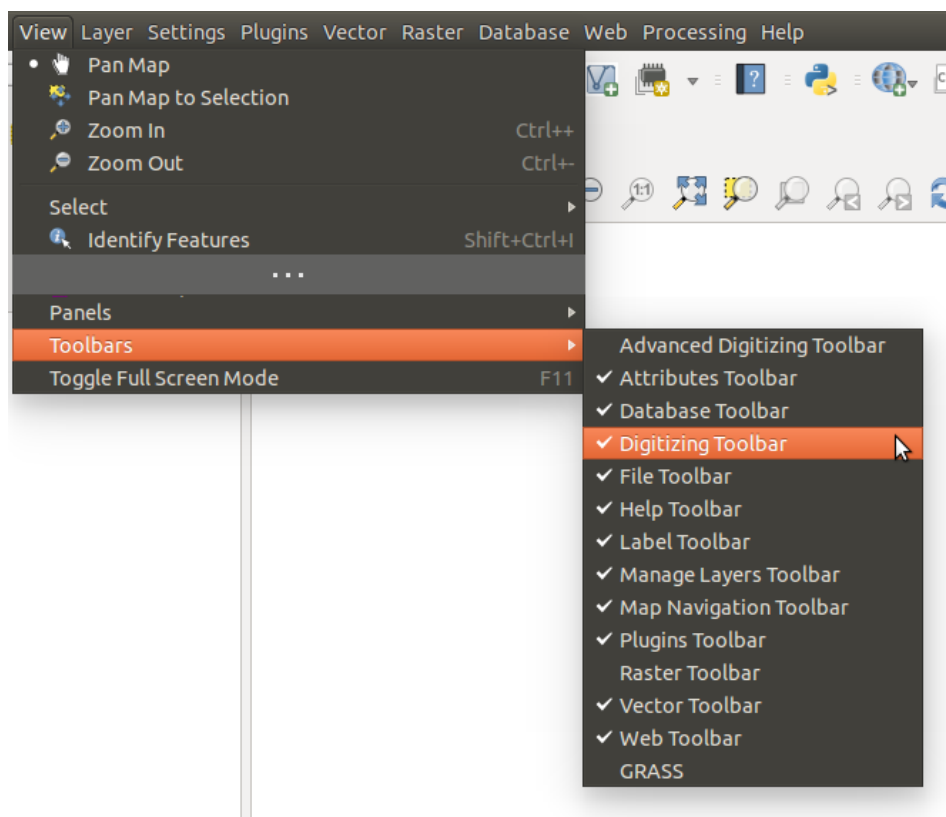 View Layer Settings Plugins Vector Raster Database Web Processing Help
Pan Map
Pan Map to Selection
Zoom In Ctrl++
Zoom Out Ctrl+-
Select
Identify Features Shift+Ctrl+I
...
Panels
Toolbars
Toggle Full Screen Mode F11
Advanced Digitizing Toolbar
Attributes Toolbar
Database Toolbar
Digitizing Toolbar
File Toolbar
Help Toolbar
Label Toolbar
Manage Layers Toolbar
Map Navigation Toolbar
Plugins Toolbar
Raster Toolbar
Vector Toolbar
Web Toolbar
GRASS
1:1